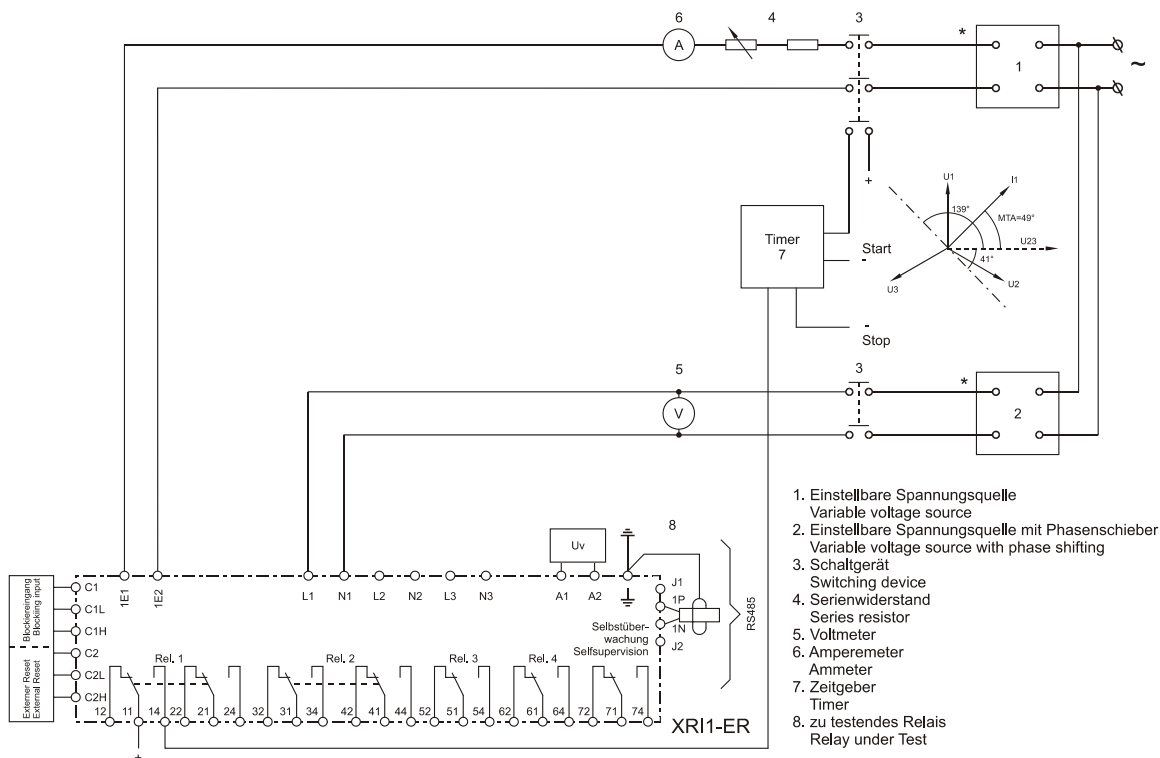 6 4 3
A
*
1
~
+
Timer
7
Start
-
-
Stop
U1
I1
139°
MTA=49°
U23
41°
U2
U3
5 3
V
*
2
1. Einstellbare Spannungsquelle
Variable voltage source
2. Einstellbare Spannungsquelle mit Phasenschieber
Variable voltage source with phase shifting
3. Schaltgerät
Switching device
4. Serienwiderstand
Series resistor
5. Voltmeter
6. Amperemeter
Ammeter
7. Zeitgeber
Timer
8. zu testendes Relais
Relay under Test
Uv
8
RS485
Blockiereingang
Blocking input
Externer Reset
External Reset
C1
C1L
C1H
C2
C2L
C2H
1E1 1E2 L1 N1 L2 N2 L3 N3 A1 A2
J1
1P
1N
J2
Selbstüber-
wachung
Selfsupervision
Rel. 1 Rel. 2 Rel. 3 Rel. 4
12 11 14 22 21 24 32 31 34 42 41 44 52 51 54 62 61 64 72 71 74
+
XRI1-ER